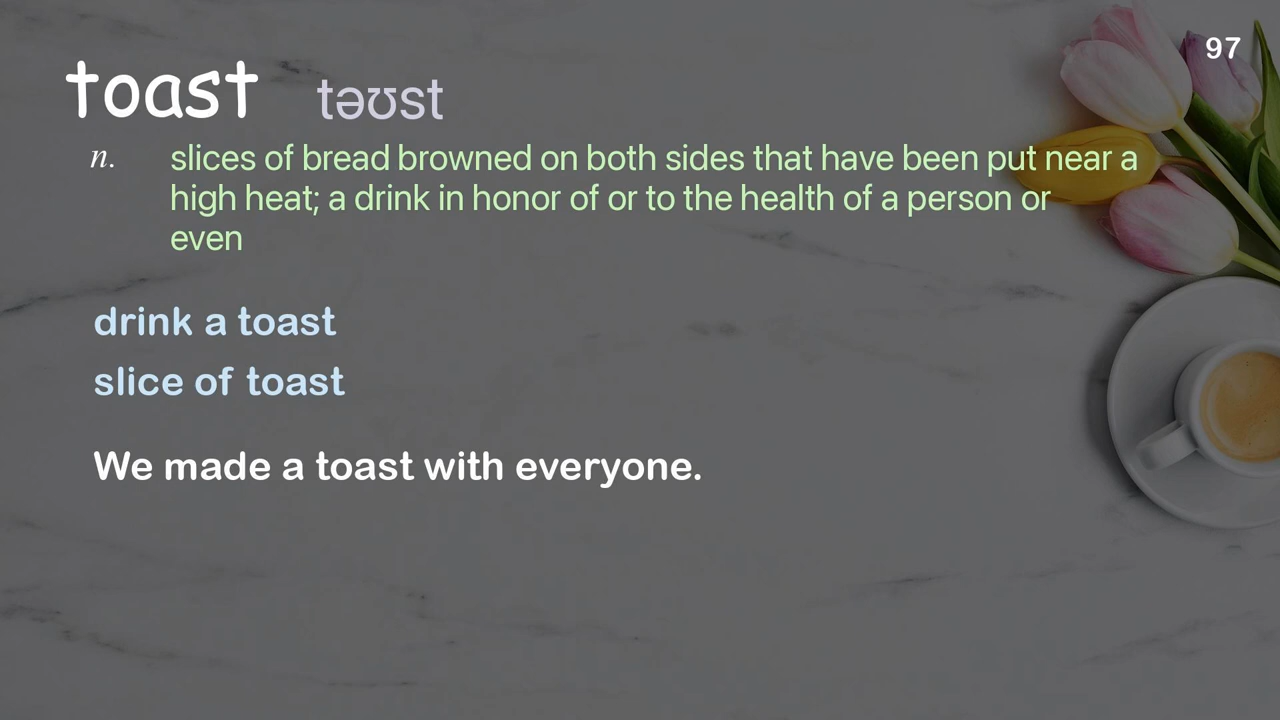 97
toast təʊst
n. slices of bread browned on both sides that have been put near a
high heat; a drink in honor of or to the health of a person or
even
drink a toast
slice of toast
We made a toast with everyone.